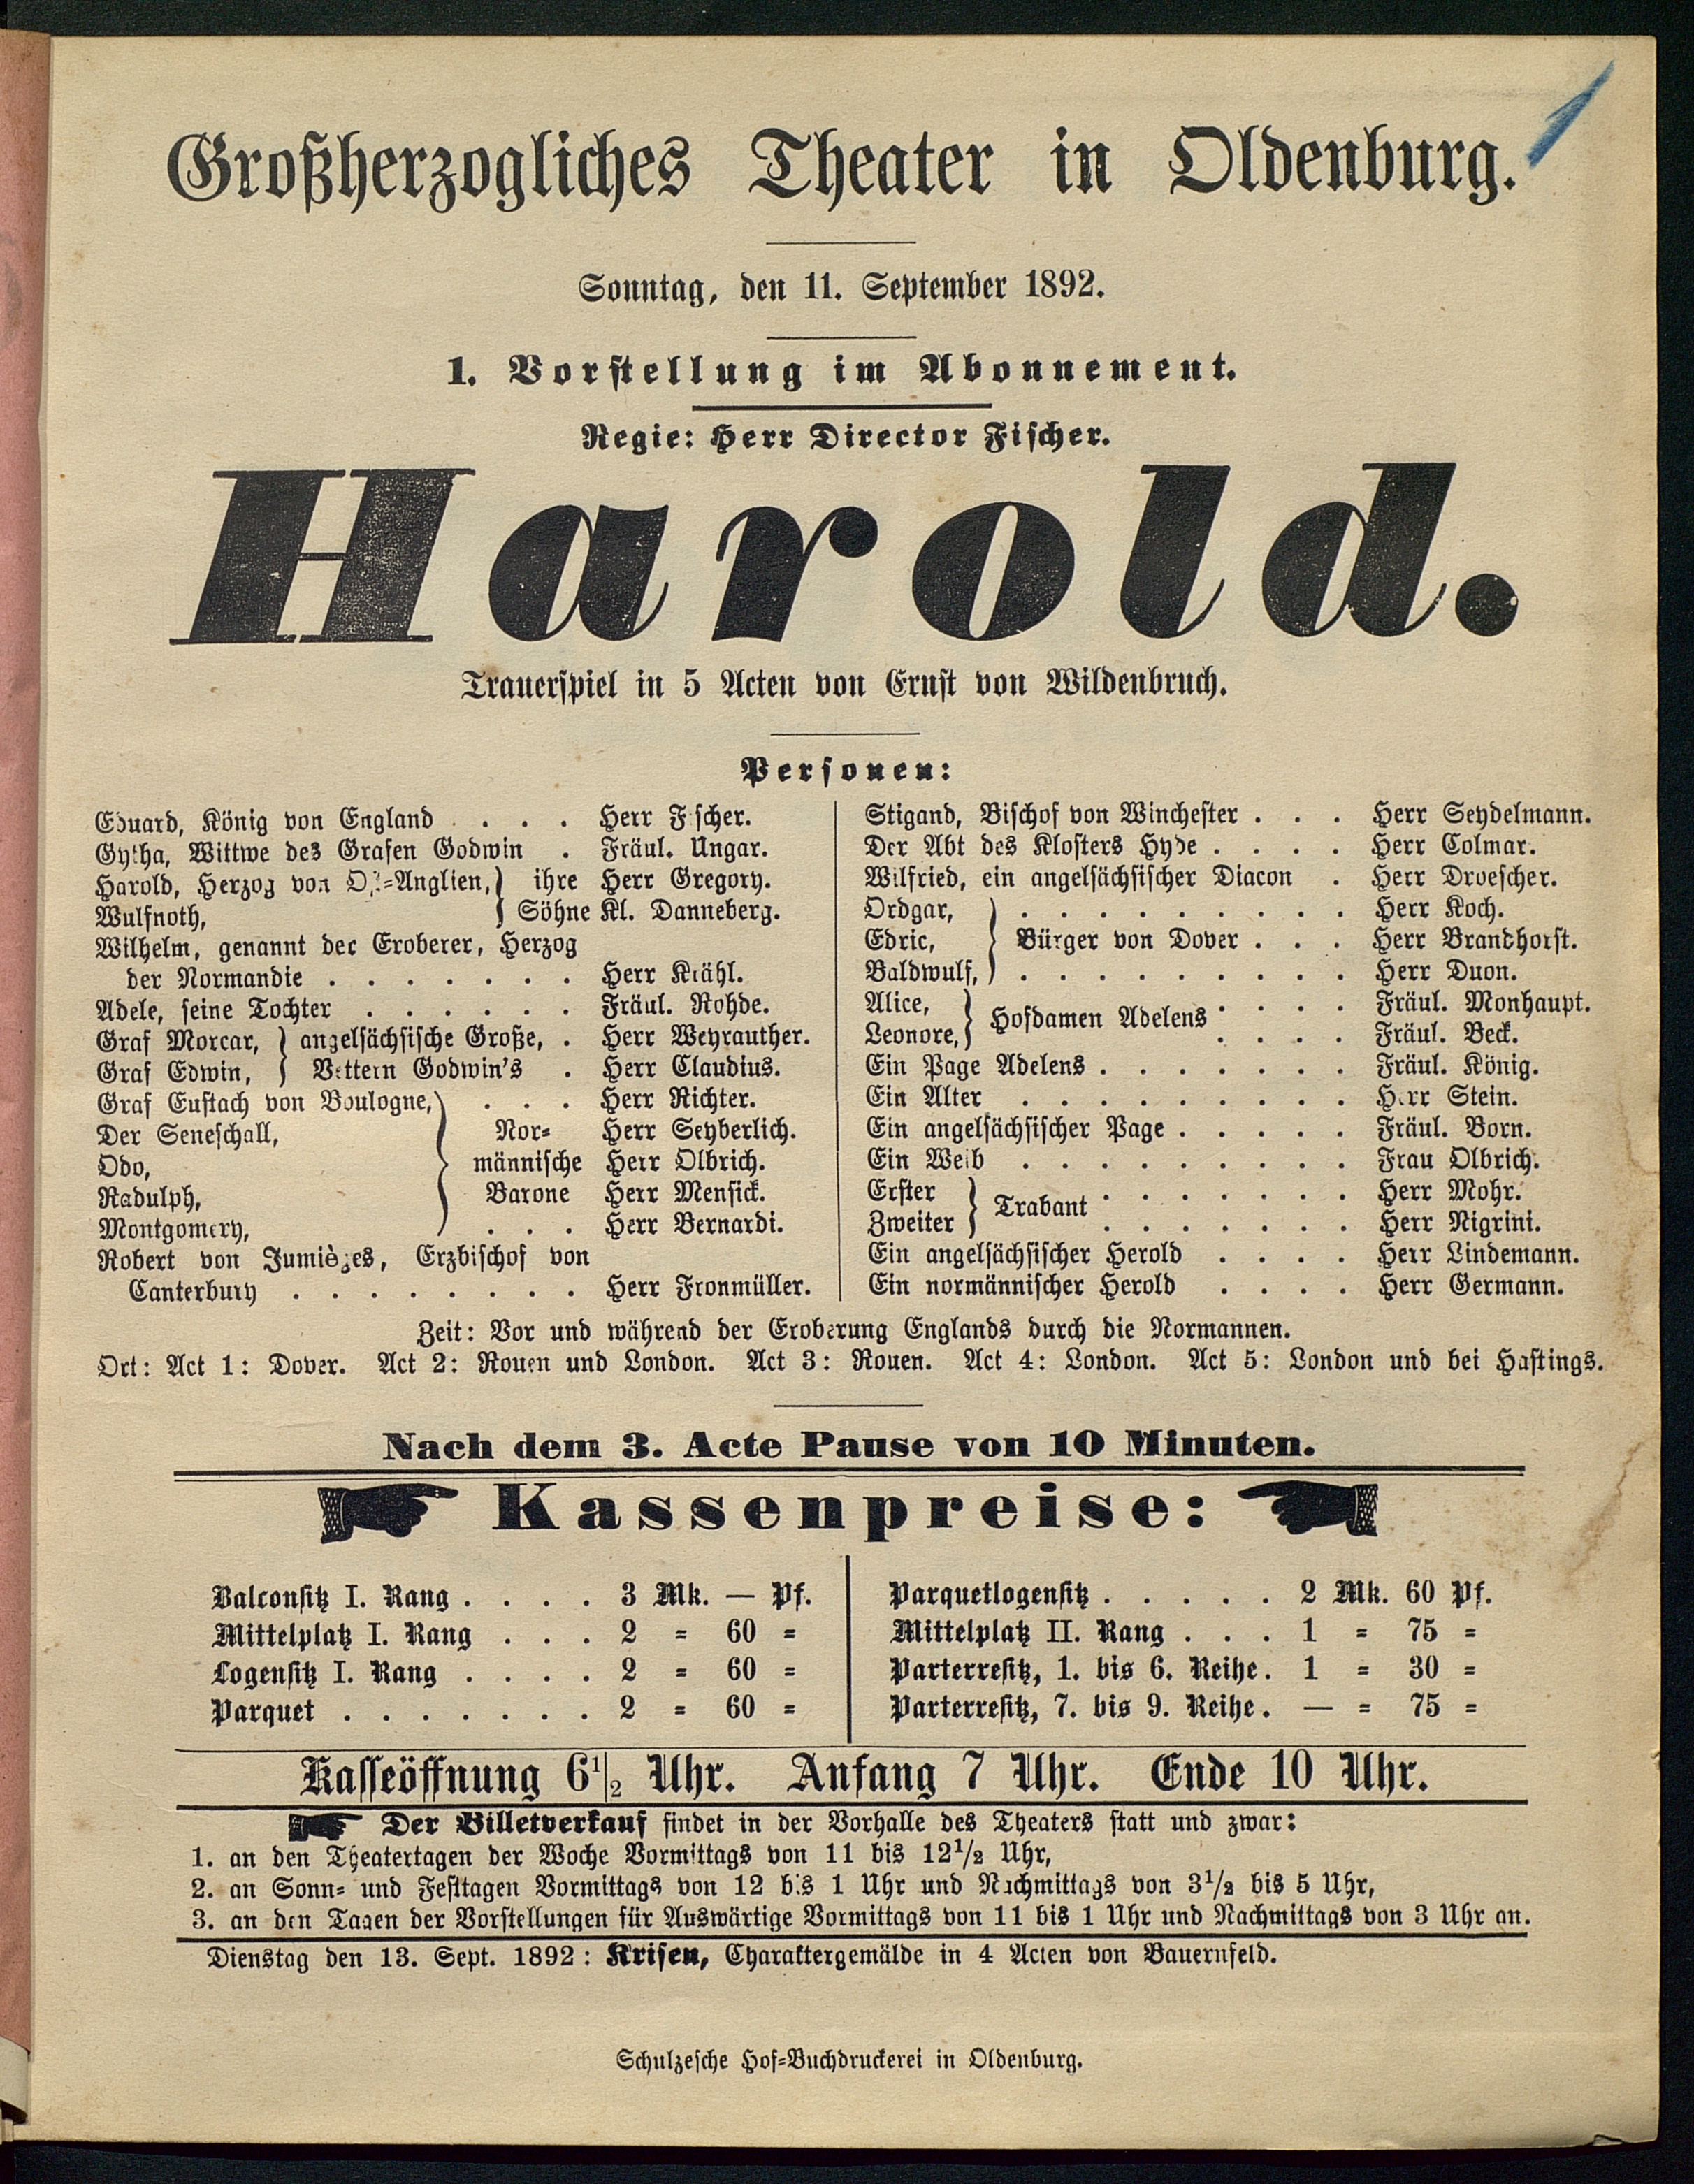 1
Großherzogliches Theater in Oldenburg.
Sonntag, den 11. September 1892.
1. Vorstellung im Abonnement.
Regie: Herr Director Fischer.
Harold.
Trauerspiel in 5 Acten von Ernst von Wildenbruch.
Personen:
Eduard, König von England . . . . Herr Fischer.
Gytha, Wittwe des Grafen Godwin . Fräul. Ungar.
Harold, Herzog von Ost-Anglien, } ihre Herr Gregory.
Wulfnoth, } Söhne Kl. Danneberg.
Wilhelm, genannt der Eroberer, Herzog
der Normandie . . . . . . . Herr Krähl.
Adele, seine Tochter . . . . . . Fräul. Rohde.
Graf Morcar, } angelsächsische Große, . Herr Weyrauther.
Graf Edwin, } Vettern Godwin's . Herr Claudius.
Graf Eustach von Boulogne, } . . . Herr Richter.
Der Seneschall, } Nor- Herr Seyberlich.
Odo, } männische Herr Olbrich.
Radulph, } Barone Herr Mensick.
Montgomery, } . . . Herr Bernardi.
Robert von Jumièges, Erzbischof von
Canterbury . . . . . . . . Herr Fronmüller.
Stigand, Bischof von Winchester . . . Herr Seydelmann.
Der Abt des Klosters Hyde . . . . Herr Colmar.
Wilfried, ein angelsächsischer Diacon . Herr Droescher.
Ordgar, } . . . . . . . . . Herr Koch.
Edric, } Bürger von Dover . . . Herr Brandhorst.
Baldwulf, } . . . . . . . . . Herr Duon.
Alice, } Hofdamen Adelens . . . . Fräul. Monhaupt.
Leonore, } . . . . Fräul. Beck.
Ein Page Adelens . . . . . . . Fräul. König.
Ein Alter . . . . . . . . . Herr Stein.
Ein angelsächsischer Page . . . . . Fräul. Born.
Ein Weib . . . . . . . . . Frau Olbrich.
Erster } Trabant . . . . . . . Herr Mohr.
Zweiter } . . . . . . . Herr Nigrini.
Ein angelsächsischer Herold . . . . Herr Lindemann.
Ein normännischer Herold . . . . Herr Germann.
Zeit: Vor und während der Eroberung Englands durch die Normannen.
Ort: Act 1: Dover. Act 2: Rouen und London. Act 3: Rouen. Act 4: London. Act 5: London und bei Hastings.
Nach dem 3. Acte Pause von 10 Minuten.
Kassenpreise:
Balconsitz I. Rang . . . . 3 Mk. — Pf.
Mittelplatz I. Rang . . . 2 = 60 =
Logensitz I. Rang . . . . 2 = 60 =
Parquet . . . . . . . 2 = 60 =
Parquetlogensitz . . . . . 2 Mk. 60 Pf.
Mittelplatz II. Rang . . . 1 = 75 =
Parterresitz, 1. bis 6. Reihe. 1 = 30 =
Parterresitz, 7. bis 9. Reihe. — = 75 =
Kasseöffnung 6 1/2 Uhr. Anfang 7 Uhr. Ende 10 Uhr.
Der Billetverkauf findet in der Vorhalle des Theaters statt und zwar:
1. an den Theatertagen der Woche Vormittags von 11 bis 12 1/2 Uhr,
2. an Sonn- und Festtagen Vormittags von 12 bis 1 Uhr und Nachmittags von 3 1/2 bis 5 Uhr,
3. an den Tagen der Vorstellungen für Auswärtige Vormittags von 11 bis 1 Uhr und Nachmittags von 3 Uhr an.
Dienstag den 13. Sept. 1892: Krisen, Charaktergemälde in 4 Acten von Bauernfeld.
Schulzesche Hof-Buchdruckerei in Oldenburg.